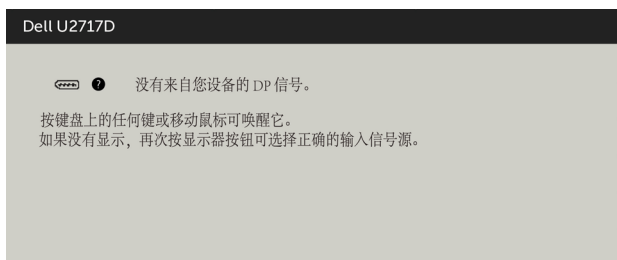 Dell U2717D
? 没有来自您设备的 DP 信号。
按键盘上的任何键或移动鼠标可唤醒它。
如果没有显示，再次按显示器按钮可选择正确的输入信号源。